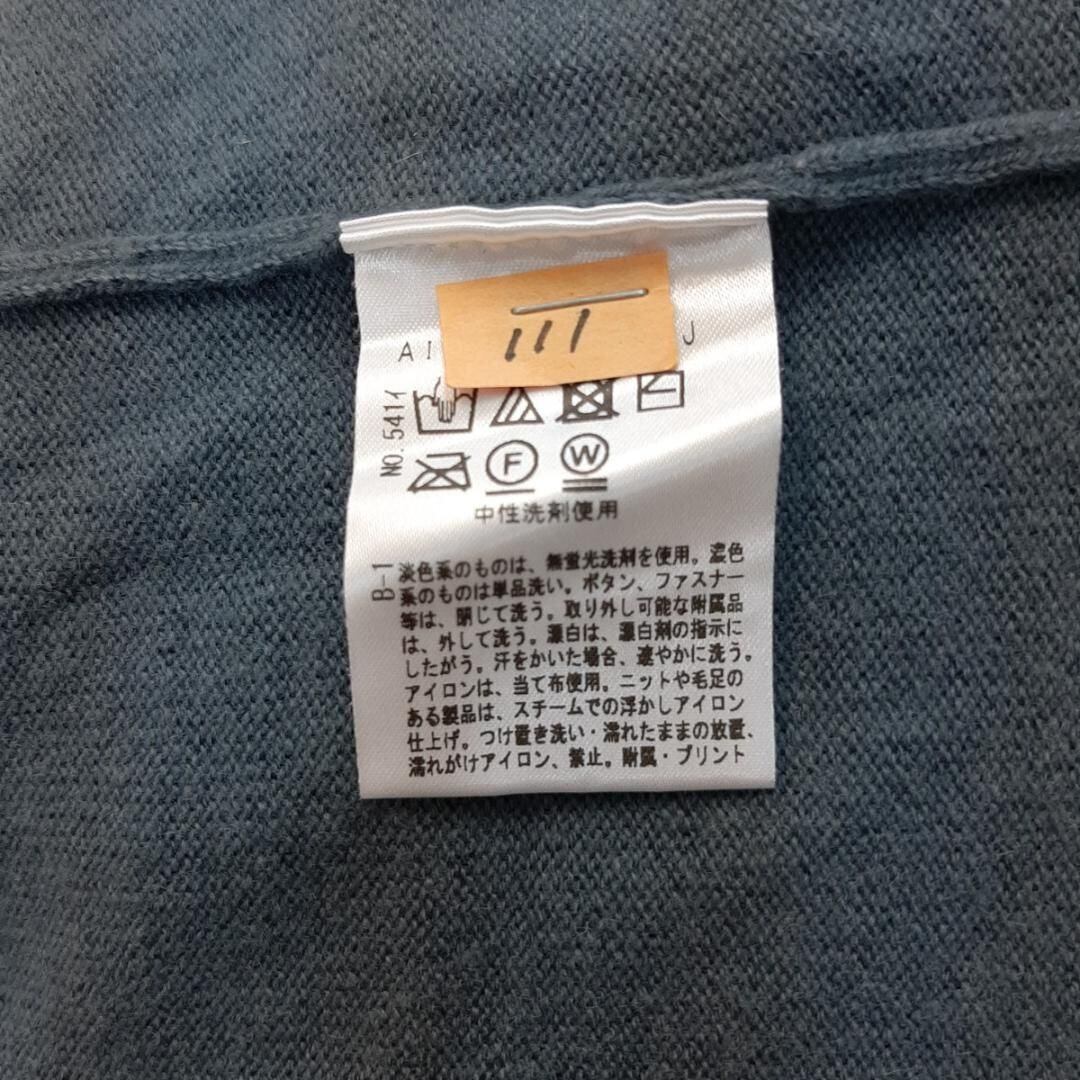 111
AI J
NO.541イ
F W
中性洗剤使用
B-1
淡色系のものは、無蛍光洗剤を使用。濃色
系のものは単品洗い。ボタン、ファスナー
等は、閉じて洗う。取り外し可能な附属品
は、外して洗う。漂白は、漂白剤の指示に
したがう。汗をかいた場合、速やかに洗う。
アイロンは、当て布使用。ニットや毛足の
ある製品は、スチームでの浮かしアイロン
仕上げ。つけ置き洗い・濡れたままの放置、
濡れがけアイロン、禁止。附属・プリント